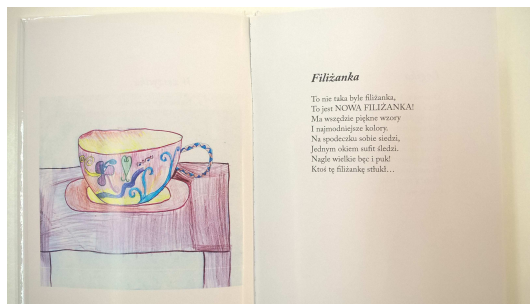 Filiżanka
To nie taka byle filiżanka,
To jest NOWA FILIŻANKA!
Ma wszędzie piękne wzory
I najmodniejsze kolory.
Na spodeczku sobie siedzi,
Jednym okiem sufit śledzi.
Nagle wielkie bęc i puk!
Ktoś tę filiżankę stłukł…